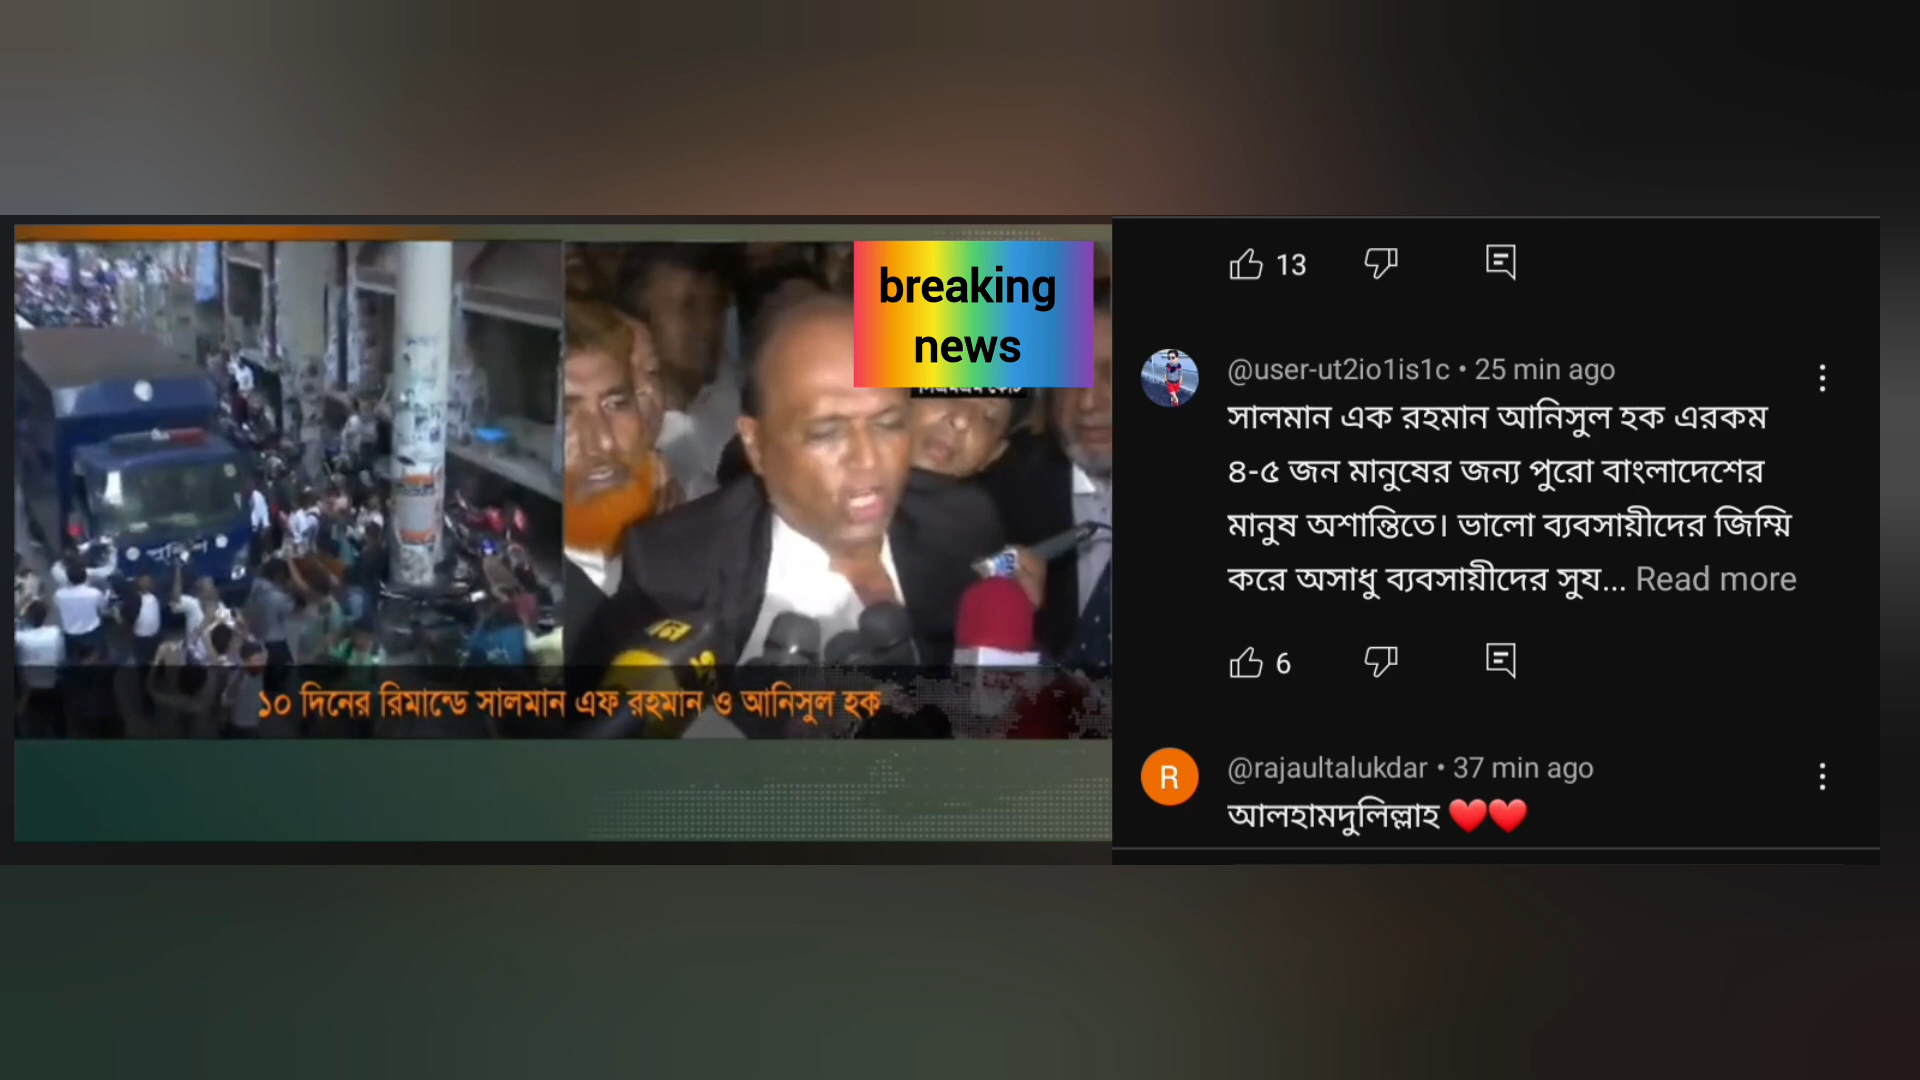 breaking
news
পুলিশ
১০ দিনের রিমান্ডে সালমান এফ রহমান ও আনিসুল হক
13
@user-ut2io1is1c • 25 min ago
সালমান এক রহমান আনিসুল হক এরকম
৪-৫ জন মানুষের জন্য পুরো বাংলাদেশের
মানুষ অশান্তিতে। ভালো ব্যবসায়ীদের জিম্মি
করে অসাধু ব্যবসায়ীদের সুয... Read more
6
R
@rajaultalukdar • 37 min ago
আলহামদুলিল্লাহ ❤️❤️